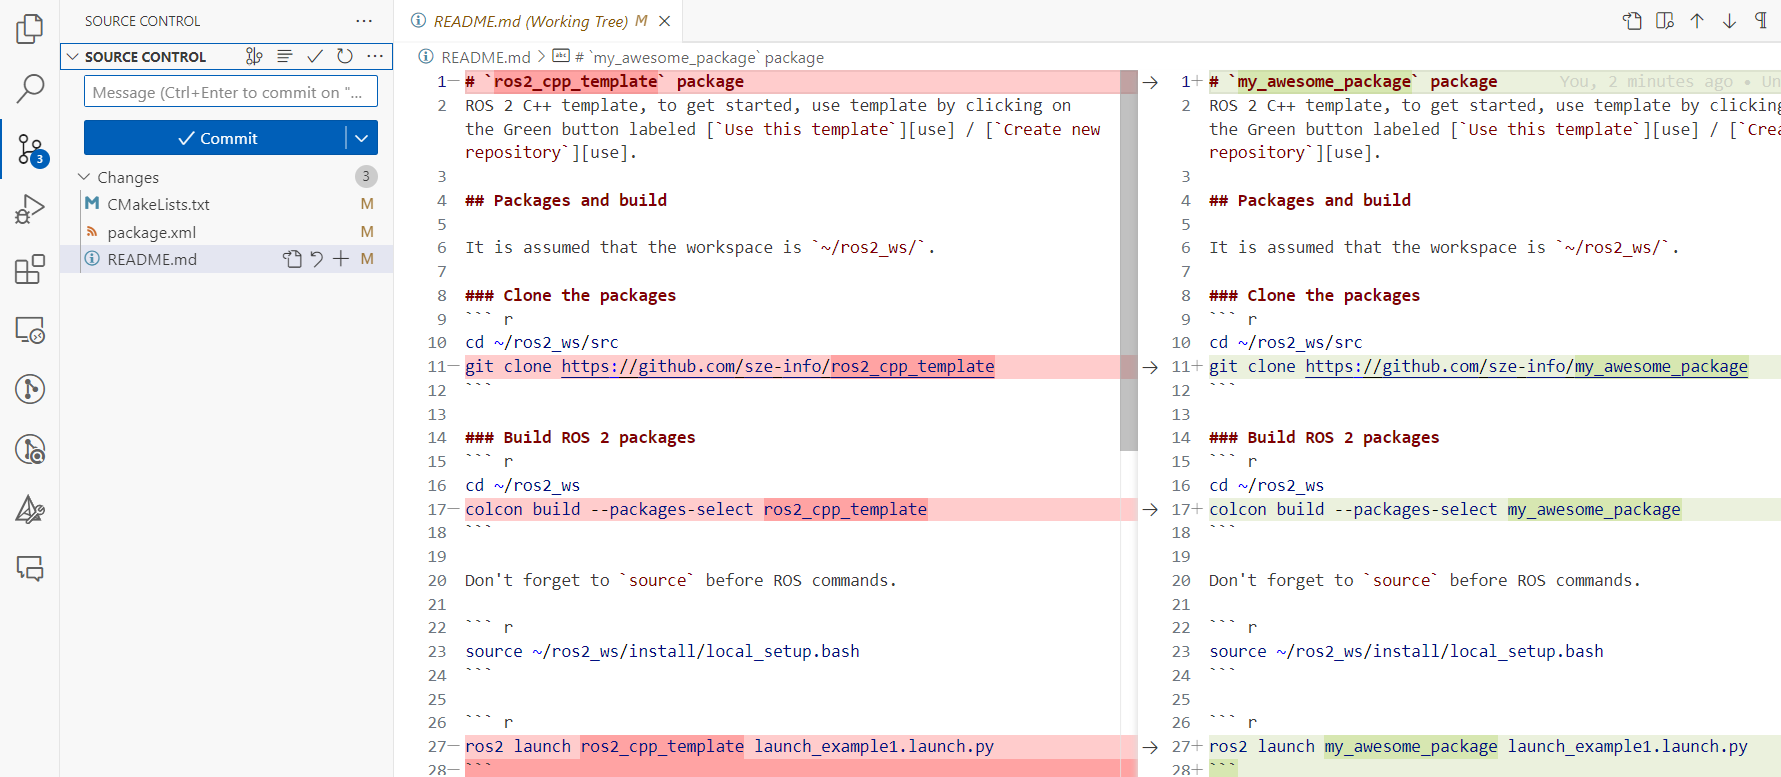 SOURCE CONTROL
SOURCE CONTROL
Message (Ctrl+Enter to commit on "...
Commit
Changes 3
CMakeLists.txt M
package.xml M
README.md M
3
README.md (Working Tree) M
README.md > # `my_awesome_package` package
1 # `ros2_cpp_template` package
2 ROS 2 C++ template, to get started, use template by clicking on
the Green button labeled [`Use this template`][use] / [`Create new
repository`][use].
3
4 ## Packages and build
5
6 It is assumed that the workspace is `~/ros2_ws/`.
7
8 ### Clone the packages
9 ``` r
10 cd ~/ros2_ws/src
11 git clone https://github.com/sze-info/ros2_cpp_template
12 ```
13
14 ### Build ROS 2 packages
15 ``` r
16 cd ~/ros2_ws
17 colcon build --packages-select ros2_cpp_template
18 ```
19
20 Don't forget to `source` before ROS commands.
21
22 ``` r
23 source ~/ros2_ws/install/local_setup.bash
24 ```
25
26 ``` r
27 ros2 launch ros2_cpp_template launch_example1.launch.py
28 ```
1 # `my_awesome_package` package You, 2 minutes ago • Un
2 ROS 2 C++ template, to get started, use template by clicking
the Green button labeled [`Use this template`][use] / [`Crea
repository`][use].
3
4 ## Packages and build
5
6 It is assumed that the workspace is `~/ros2_ws/`.
7
8 ### Clone the packages
9 ``` r
10 cd ~/ros2_ws/src
11 git clone https://github.com/sze-info/my_awesome_package
12 ```
13
14 ### Build ROS 2 packages
15 ``` r
16 cd ~/ros2_ws
17 colcon build --packages-select my_awesome_package
18 ```
19
20 Don't forget to `source` before ROS commands.
21
22 ``` r
23 source ~/ros2_ws/install/local_setup.bash
24 ```
25
26 ``` r
27 ros2 launch my_awesome_package launch_example1.launch.py
28 ```